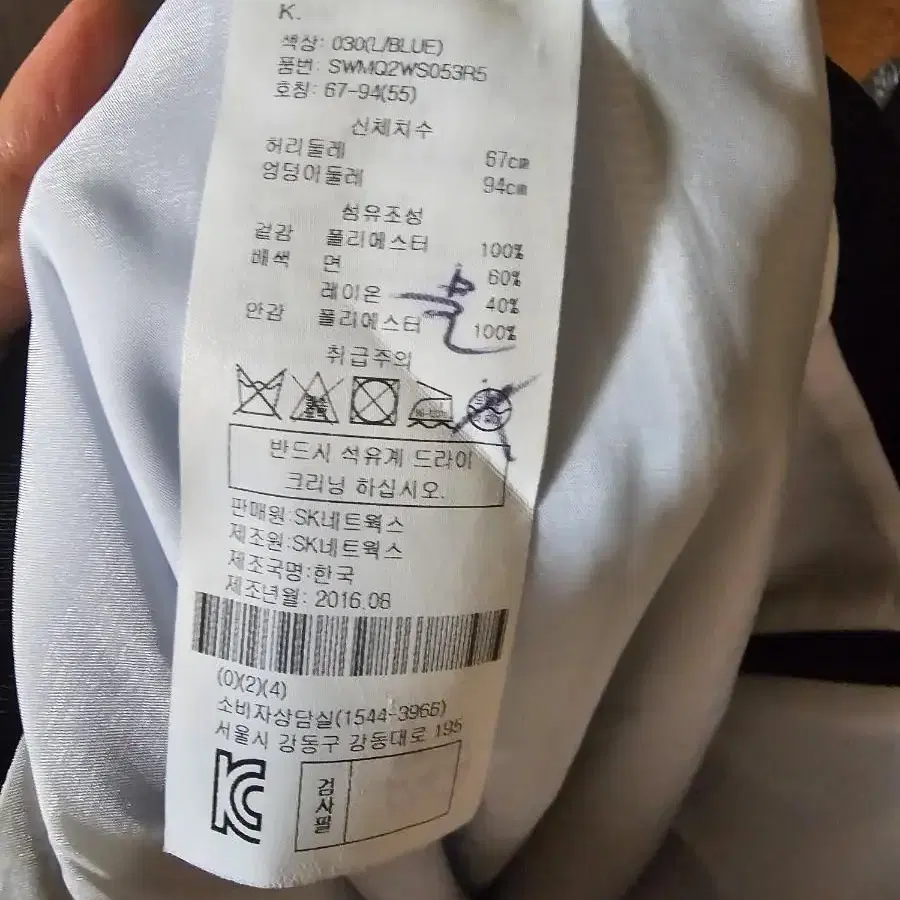 K.
색상: 030(L/BLUE)
품번: SWMQ2WS053R5
호칭: 67-94(55)
신체치수
허리둘레 67cm
엉덩이둘레 94cm
섬유조성
겉감 폴리에스터 100%
배색 면 60%
레이온 40%
안감 폴리에스터 100%
취급주의
반드시 석유계 드라이
크리닝 하십시오.
판매원:SK네트웍스
제조원:SK네트웍스
제조국명:한국
제조년월: 2016.08
(0)(2)(4)
소비자상담실(1544-3965)
서울시 강동구 강동대로 195
KC
검사필